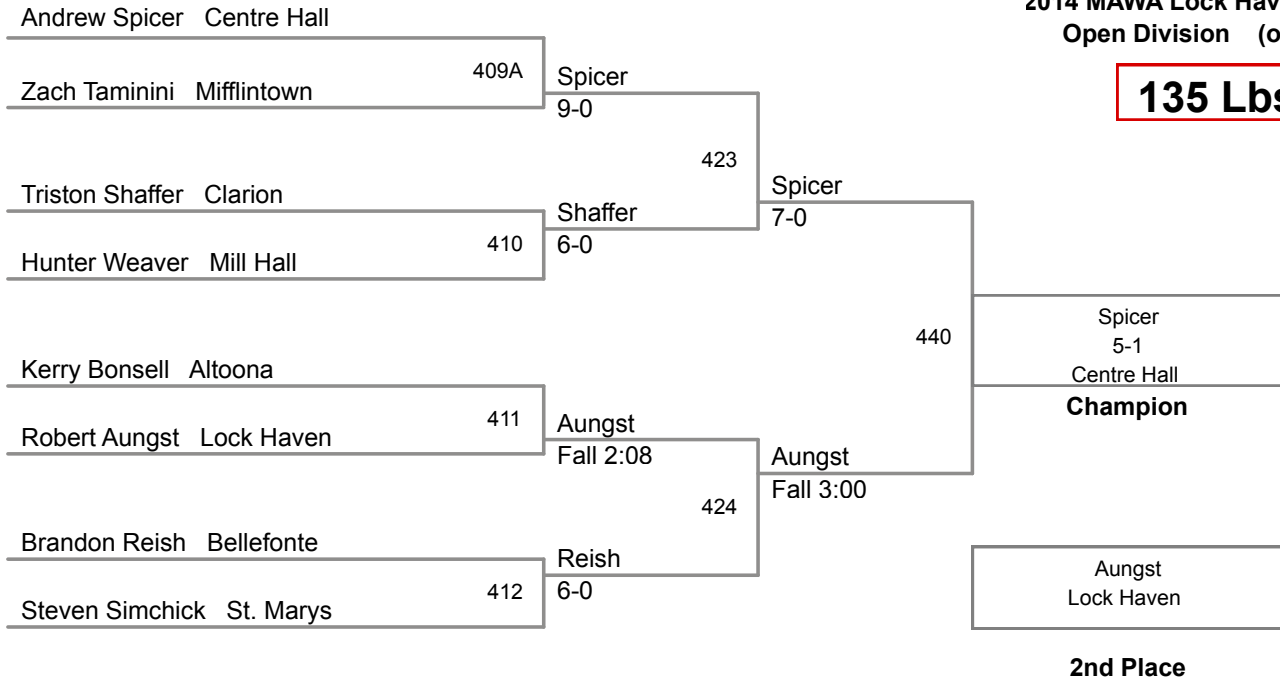 2014 MAWA Lock Hav
Open Division (o
135 Lbs
Andrew Spicer Centre Hall
409A
Zach Taminini Mifflintown
Spicer
9-0
423
Triston Shaffer Clarion
410
Hunter Weaver Mill Hall
Shaffer
6-0
Spicer
7-0
440
Kerry Bonsell Altoona
411
Robert Aungst Lock Haven
Aungst
Fall 2:08
424
Brandon Reish Bellefonte
412
Steven Simchick St. Marys
Reish
6-0
Aungst
Fall 3:00
Spicer
5-1
Centre Hall
Champion
Aungst
Lock Haven
2nd Place